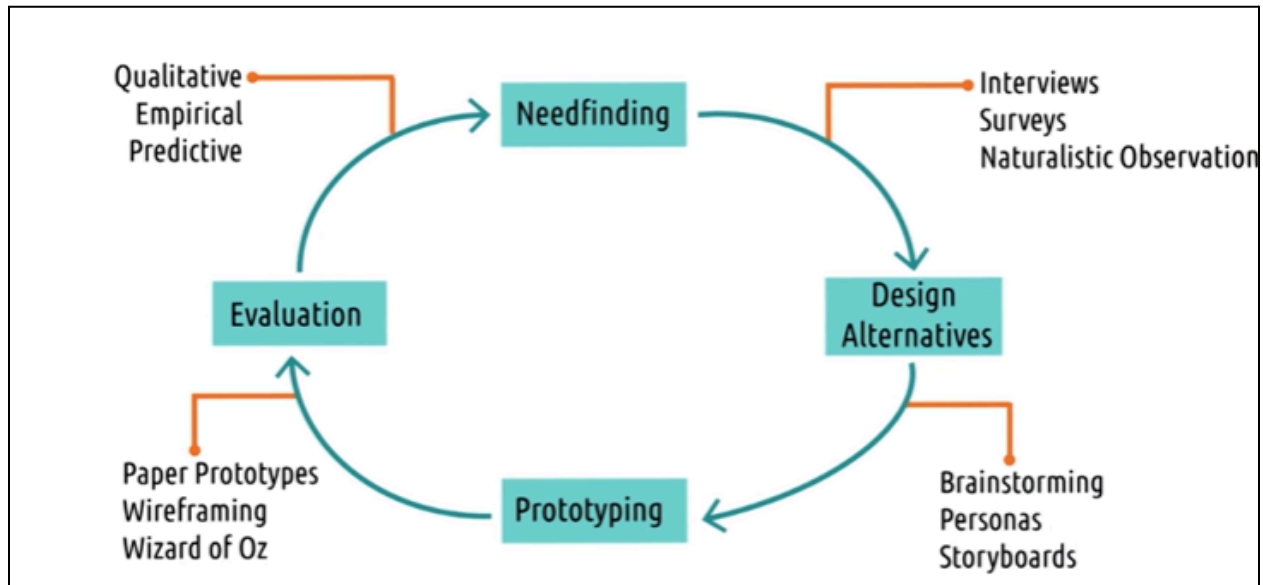 Qualitative
Empirical
Predictive
Needfinding
Interviews
Surveys
Naturalistic Observation
Evaluation
Design
Alternatives
Paper Prototypes
Wireframing
Wizard of Oz
Prototyping
Brainstorming
Personas
Storyboards